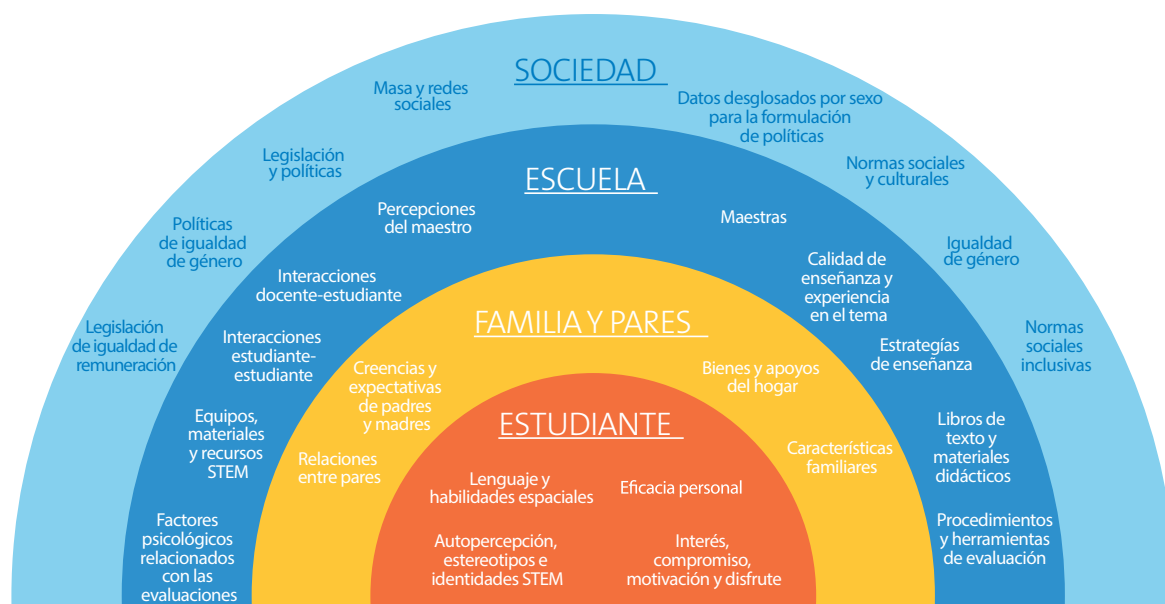 SOCIEDAD
Masa y redes
sociales
Datos desglosados por sexo
para la formulación
de políticas
Legislación
y políticas
Normas sociales
y culturales
Políticas
de igualdad
de género
Igualdad
de género
Legislación
de igualdad de
remuneración
Normas
sociales
inclusivas
ESCUELA
Percepciones
del maestro
Maestras
Interacciones
docente-estudiante
Calidad de
enseñanza y
experiencia
en el tema
Interacciones
estudiante-
estudiante
Estrategías
de enseñanza
Equipos,
materiales
y recursos
STEM
Libros de
texto y
materiales
didácticos
Factores
psicológicos
relacionados
con las
evaluaciones
Procedimientos
y herramientas
de evaluación
FAMILIA Y PARES
Creencias y
expectativas
de padres
y madres
Bienes y apoyos
del hogar
Relaciones
entre pares
Características
familiares
ESTUDIANTE
Lenguaje y
habilidades espaciales
Eficacia personal
Autopercepción,
estereotipos e
identidades STEM
Interés,
compromiso,
motivación y disfrute